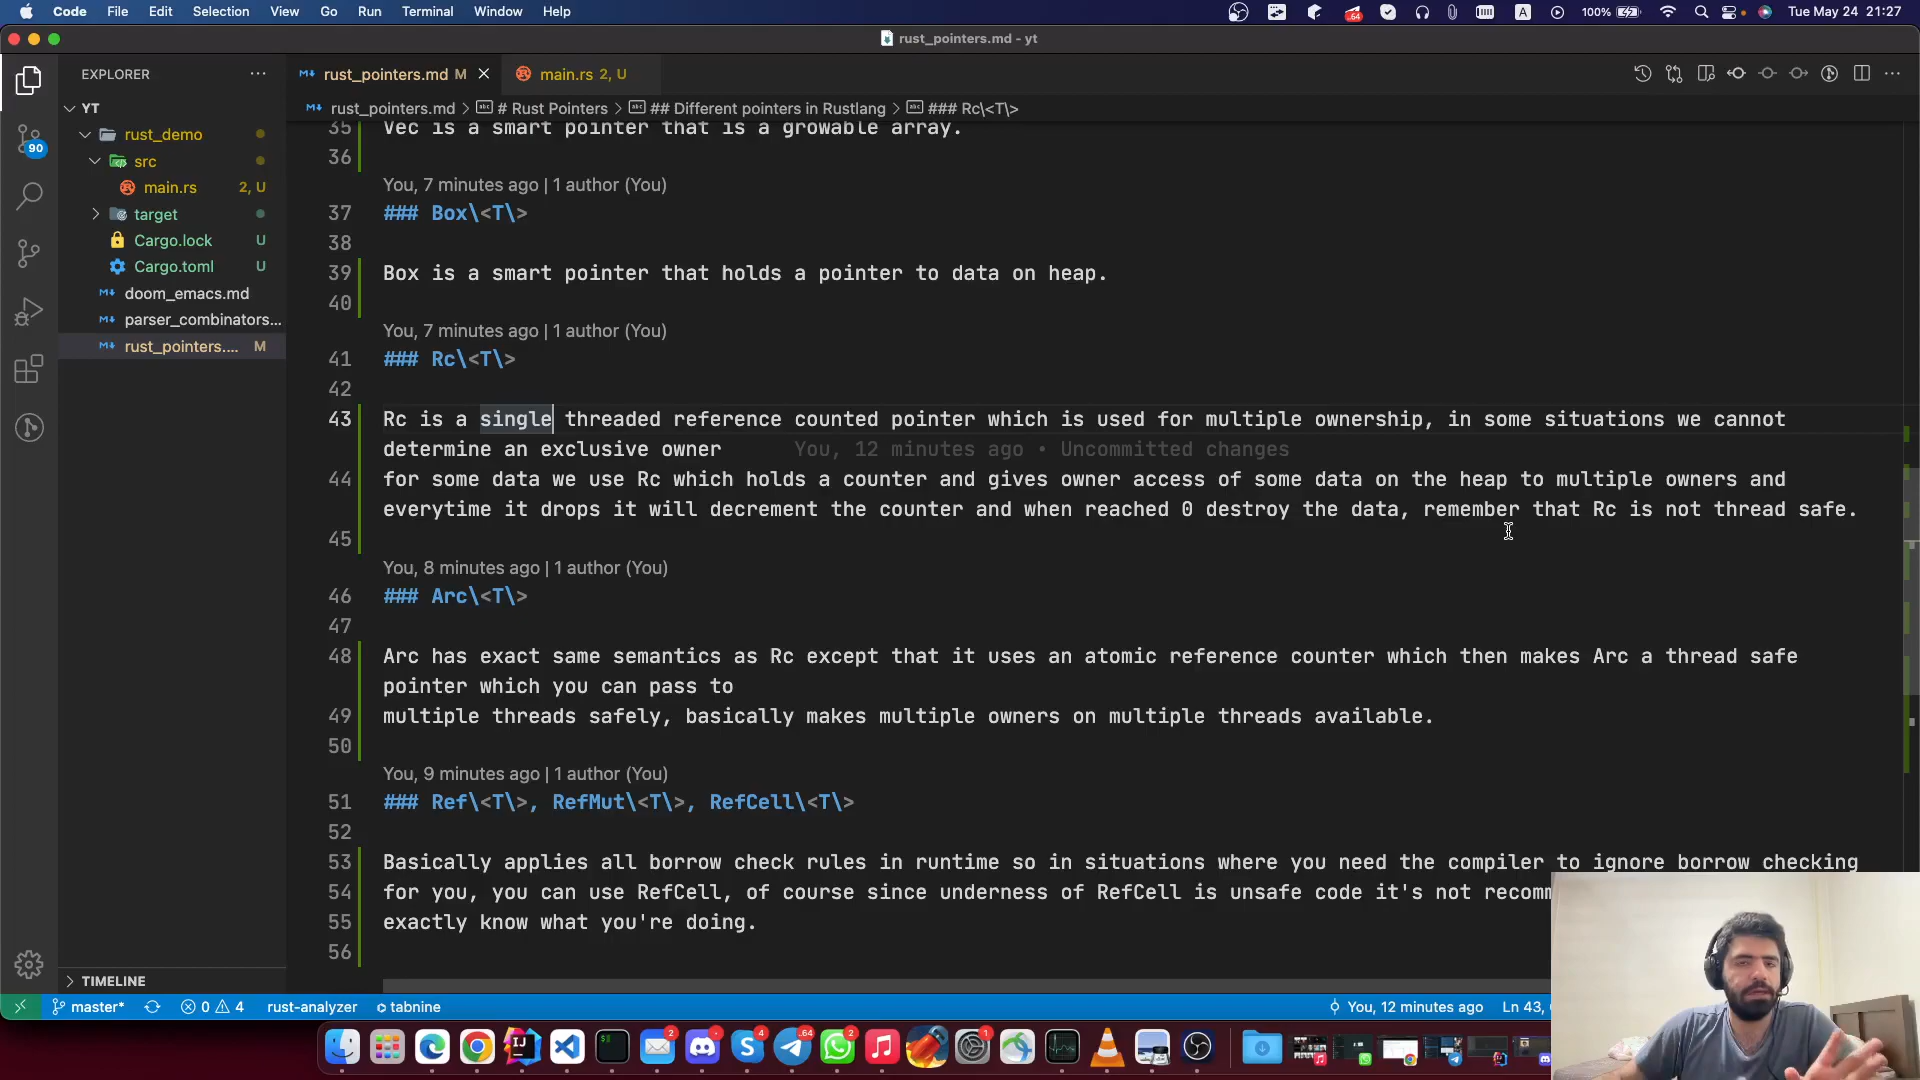 Code File Edit Selection View Go Run Terminal Window Help
.64 A 100% Tue May 24 21:27
rust_pointers.md - yt
EXPLORER ···
rust_pointers.md M
main.rs 2, U
rust_pointers.md > # Rust Pointers > ## Different pointers in Rustlang > ### Rc\<T\>
YT
rust_demo
src
main.rs 2, U
target
Cargo.lock U
Cargo.toml U
doom_emacs.md
parser_combinators...
rust_pointers.... M
90
35 Vec is a smart pointer that is a growable array.
36
You, 7 minutes ago | 1 author (You)
37 ### Box\<T\>
38
39 Box is a smart pointer that holds a pointer to data on heap.
40
You, 7 minutes ago | 1 author (You)
41 ### Rc\<T\>
42
43 Rc is a single threaded reference counted pointer which is used for multiple ownership, in some situations we cannot
determine an exclusive owner You, 12 minutes ago • Uncommitted changes
44 for some data we use Rc which holds a counter and gives owner access of some data on the heap to multiple owners and
everytime it drops it will decrement the counter and when reached 0 destroy the data, remember that Rc is not thread safe.
45
You, 8 minutes ago | 1 author (You)
46 ### Arc\<T\>
47
48 Arc has exact same semantics as Rc except that it uses an atomic reference counter which then makes Arc a thread safe
pointer which you can pass to
49 multiple threads safely, basically makes multiple owners on multiple threads available.
50
You, 9 minutes ago | 1 author (You)
51 ### Ref\<T\>, RefMut\<T\>, RefCell\<T\>
52
53 Basically applies all borrow check rules in runtime so in situations where you need the compiler to ignore borrow checking
54 for you, you can use RefCell, of course since underness of RefCell is unsafe code it's not recomm
55 exactly know what you're doing.
56
TIMELINE
master* 0 4 rust-analyzer tabnine You, 12 minutes ago Ln 43,
2 4 .64 2 1